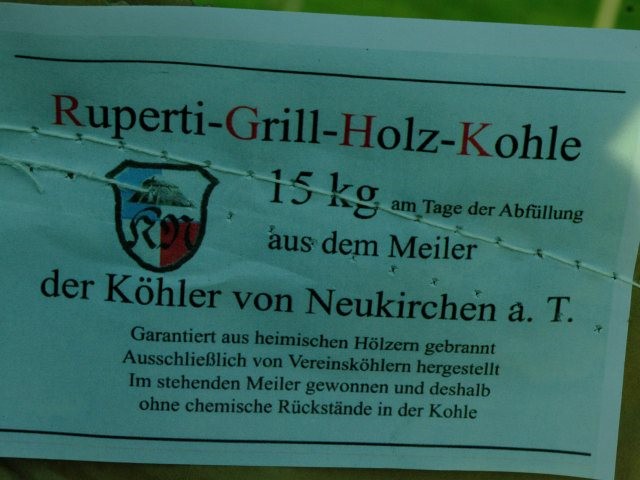 Ruperti-Grill-Holz-Kohle
15 kg am Tage der Abfüllung
KN
aus dem Meiler
der Köhler von Neukirchen a. T.
Garantiert aus heimischen Hölzern gebrannt
Ausschließlich von Vereinsköhlern hergestellt
Im stehenden Meiler gewonnen und deshalb
ohne chemische Rückstände in der Kohle